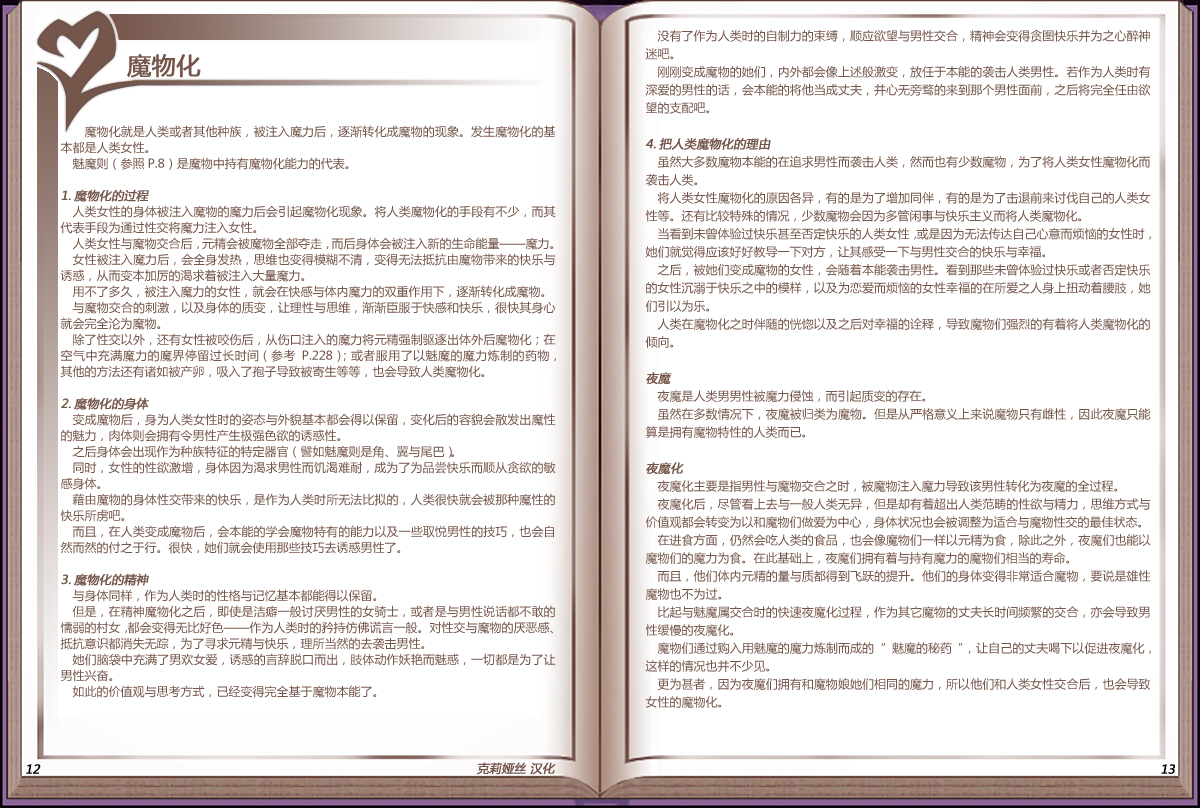 魔物化
魔物化就是人类或者其他种族，被注入魔力后，逐渐转化成魔物的现象。发生魔物化的基
本都是人类女性。
魅魔则（参照 P.8）是魔物中持有魔物化能力的代表。
1. 魔物化的过程
人类女性的身体被注入魔物的魔力后会引起魔物化现象。将人类魔物化的手段有不少，而其
代表手段为通过性交将魔力注入女性。
人类女性与魔物交合后，元精会被魔物全部夺走，而后身体会被注入新的生命能量——魔力。
女性被注入魔力后，会全身发热，思维也变得模糊不清，变得无法抵抗由魔物带来的快乐与
诱惑，从而变本加厉的渴求着被注入大量魔力。
用不了多久，被注入魔力的女性，就会在快感与体内魔力的双重作用下，逐渐转化成魔物。
与魔物交合的刺激，以及身体的质变，让理性与思维，渐渐臣服于快感和快乐，很快其身心
就会完全沦为魔物。
除了性交以外，还有女性被咬伤后，从伤口注入的魔力将元精强制驱逐出体外后魔物化；在
空气中充满魔力的魔界停留过长时间（参考 P.228）；或者服用了以魅魔的魔力炼制的药物，
其他的方法还有诸如被产卵，吸入了孢子导致被寄生等等，也会导致人类魔物化。
2. 魔物化的身体
变成魔物后，身为人类女性时的姿态与外貌基本都会得以保留，变化后的容貌会散发出魔性
的魅力，肉体则会拥有令男性产生极强色欲的诱惑性。
之后身体会出现作为种族特征的特定器官（譬如魅魔则是角、翼与尾巴）。
同时，女性的性欲激增，身体因为渴求男性而饥渴难耐，成为了为品尝快乐而顺从贪欲的敏
感身体。
藉由魔物的身体性交带来的快乐，是作为人类时所无法比拟的，人类很快就会被那种魔性的
快乐所虏吧。
而且，在人类变成魔物后，会本能的学会魔物特有的能力以及一些取悦男性的技巧，也会自
然而然的付之于行。很快，她们就会使用那些技巧去诱惑男性了。
3. 魔物化的精神
与身体同样，作为人类时的性格与记忆基本都能得以保留。
但是，在精神魔物化之后，即使是洁癖一般讨厌男性的女骑士，或者是与男性说话都不敢的
懦弱的村女，都会变得无比好色——作为人类时的矜持仿佛谎言一般。对性交与魔物的厌恶感、
抵抗意识都消失无踪，为了寻求元精与快乐，理所当然的去袭击男性。
她们脑袋中充满了男欢女爱，诱惑的言辞脱口而出，肢体动作妖艳而魅惑，一切都是为了让
男性兴奋。
如此的价值观与思考方式，已经变得完全基于魔物本能了。
12
克莉娅丝 汉化
没有了作为人类时的自制力的束缚，顺应欲望与男性交合，精神会变得贪图快乐并为之心醉神
迷吧。
刚刚变成魔物的她们，内外都会像上述般激变，放任于本能的袭击人类男性。若作为人类时有
深爱的男性的话，会本能的将他当成丈夫，并心无旁骛的来到那个男性面前，之后将完全任由欲
望的支配吧。
4. 把人类魔物化的理由
虽然大多数魔物本能的在追求男性而袭击人类，然而也有少数魔物，为了将人类女性魔物化而
袭击人类。
将人类女性魔物化的原因各异，有的是为了增加同伴，有的是为了击退前来讨伐自己的人类女
性等。还有比较特殊的情况，少数魔物会因为多管闲事与快乐主义而将人类魔物化。
当看到未曾体验过快乐甚至否定快乐的人类女性，或是因为无法传达自己心意而烦恼的女性时，
她们就觉得应该好好教导一下对方，让其感受一下与男性交合的快乐与幸福。
之后，被她们变成魔物的女性，会随着本能袭击男性。看到那些未曾体验过快乐或者否定快乐
的女性沉溺于快乐之中的模样，以及为恋爱而烦恼的女性幸福的在所爱之人身上扭动着腰肢，她
们引以为乐。
人类在魔物化之时伴随的恍惚以及之后对幸福的诠释，导致魔物们强烈的有着将人类魔物化的
倾向。
夜魔
夜魔是人类男男性被魔力侵蚀，而引起质变的存在。
虽然在多数情况下，夜魔被归类为魔物。但是从严格意义上来说魔物只有雌性，因此夜魔只能
算是拥有魔物特性的人类而已。
夜魔化
夜魔化主要是指男性与魔物交合之时，被魔物注入魔力导致该男性转化为夜魔的全过程。
夜魔化后，尽管看上去与一般人类无异，但是却有着超出人类范畴的性欲与精力，思维方式与
价值观都会转变为以和魔物们做爱为中心，身体状况也会被调整为适合与魔物性交的最佳状态。
在进食方面，仍然会吃人类的食品，也会像魔物们一样以元精为食，除此之外，夜魔们也能以
魔物们的魔力为食。在此基础上，夜魔们拥有着与持有魔力的魔物们相当的寿命。
而且，他们体内元精的量与质都得到飞跃的提升。他们的身体变得非常适合魔物，要说是雄性
魔物也不为过。
比起与魅魔属交合时的快速夜魔化过程，作为其它魔物的丈夫长时间频繁的交合，亦会导致男
性缓慢的夜魔化。
魔物们通过购入用魅魔的魔力炼制而成的＂魅魔的秘药＂，让自己的丈夫喝下以促进夜魔化，
这样的情况也并不少见。
更为甚者，因为夜魔们拥有和魔物娘她们相同的魔力，所以他们和人类女性交合后，也会导致
女性的魔物化。
13